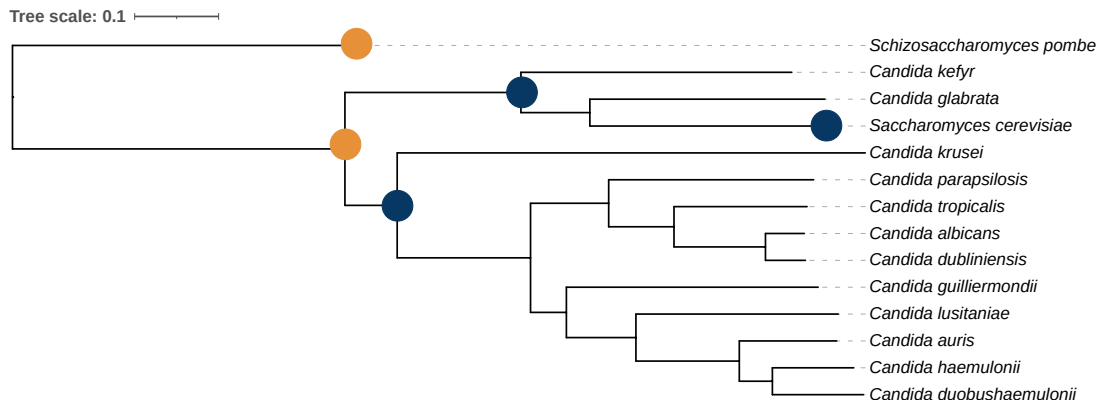 Tree scale: 0.1
Schizosaccharomyces pombe
Candida kefyr
Candida glabrata
Saccharomyces cerevisiae
Candida krusei
Candida parapsilosis
Candida tropicalis
Candida albicans
Candida dubliniensis
Candida guilliermondii
Candida lusitaniae
Candida auris
Candida haemulonii
Candida duobushaemulonii